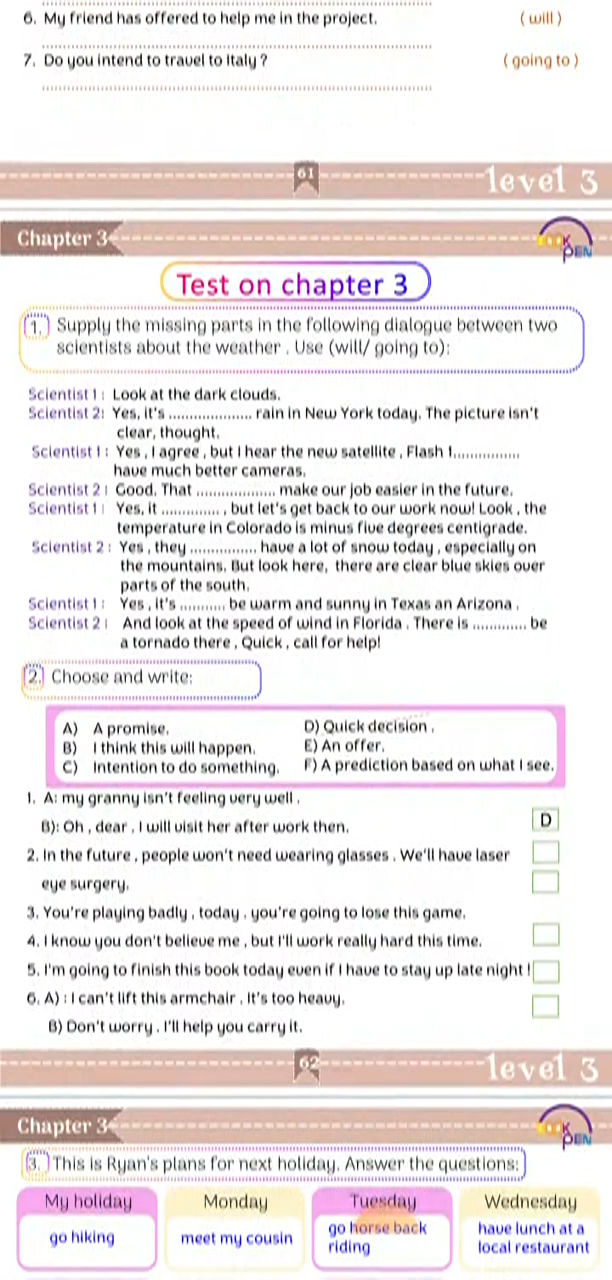 6. My friend has offered to help me in the project. ( will )
7. Do you intend to travel to Italy ? ( going to )
61
level 3
Chapter 3
PEN
Test on chapter 3
1. Supply the missing parts in the following dialogue between two
scientists about the weather . Use (will/ going to):
Scientist 1 : Look at the dark clouds.
Scientist 2: Yes, it's .................... rain in New York today. The picture isn't
clear, thought.
Scientist 1 : Yes , I agree , but I hear the new satellite , Flash 1................
have much better cameras.
Scientist 2 : Good. That ................... make our job easier in the future.
Scientist 1 : Yes, it .............. , but let's get back to our work now! Look , the
temperature in Colorado is minus five degrees centigrade.
Scientist 2 : Yes , they ................ have a lot of snow today , especially on
the mountains. But look here, there are clear blue skies over
parts of the south.
Scientist 1 : Yes , it's ........... be warm and sunny in Texas an Arizona .
Scientist 2 : And look at the speed of wind in Florida . There is ............. be
a tornado there , Quick , call for help!
2. Choose and write:
A) A promise. D) Quick decision .
B) I think this will happen. E) An offer.
C) Intention to do something. F) A prediction based on what I see.
1. A: my granny isn't feeling very well .
B): Oh , dear . I will visit her after work then. D
2. In the future , people won't need wearing glasses . We'll have laser
eye surgery.
3. You're playing badly , today . you're going to lose this game.
4. I know you don't believe me , but I'll work really hard this time.
5. I'm going to finish this book today even if I have to stay up late night !
6. A) : I can't lift this armchair . It's too heavy.
B) Don't worry . I'll help you carry it.
62
level 3
Chapter 3
PEN
3. This is Ryan's plans for next holiday. Answer the questions:
My holiday Monday Tuesday Wednesday
go hiking meet my cousin go horse back riding have lunch at a local restaurant